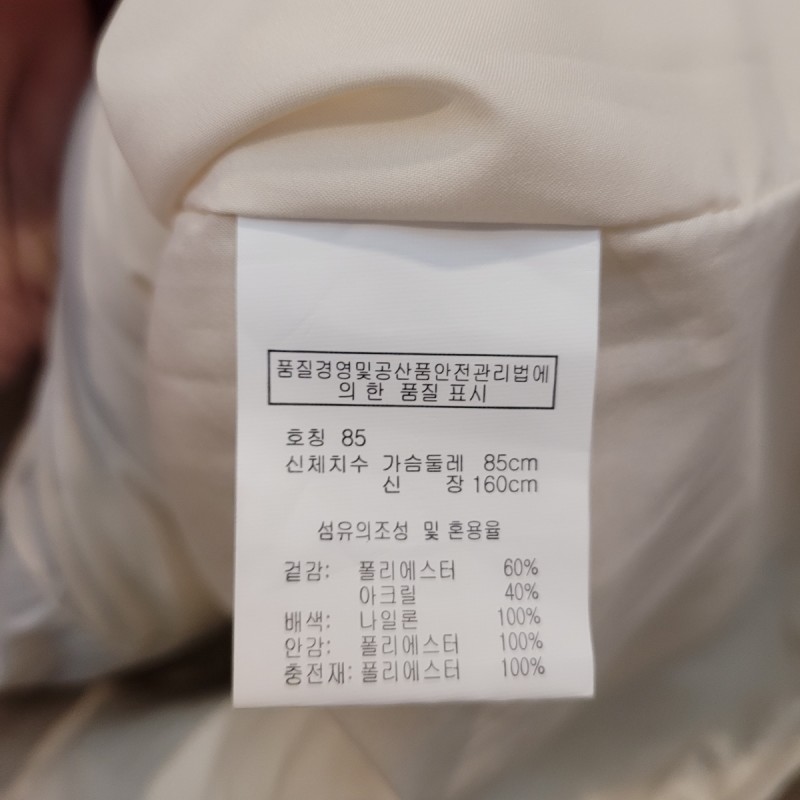 품질경영및공산품안전관리법에
의 한 품질 표시
호칭 85
신체치수 가슴둘레 85cm
신 장 160cm
섬유의조성 및 혼용율
겉감: 폴리에스터 60%
아크릴 40%
배색: 나일론 100%
안감: 폴리에스터 100%
충전재: 폴리에스터 100%